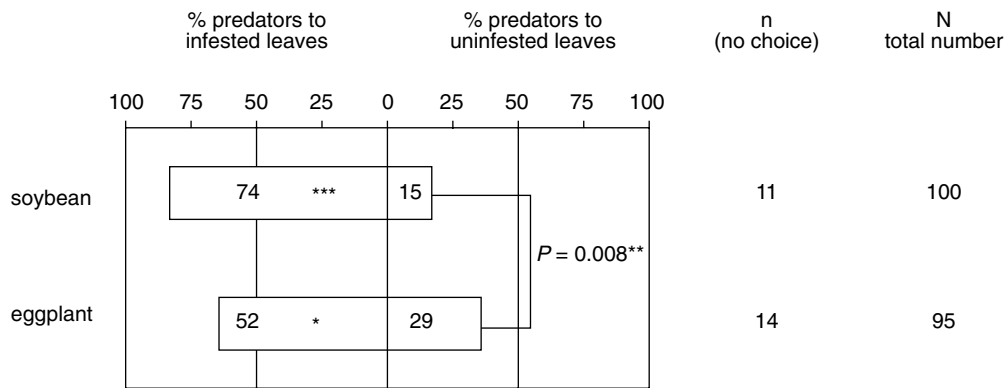 % predators to
infested leaves
% predators to
uninfested leaves
n
(no choice)
N
total number
100 75 50 25 0 25 50 75 100
soybean 74 *** 15 11 100
P = 0.008**
eggplant 52 * 29 14 95